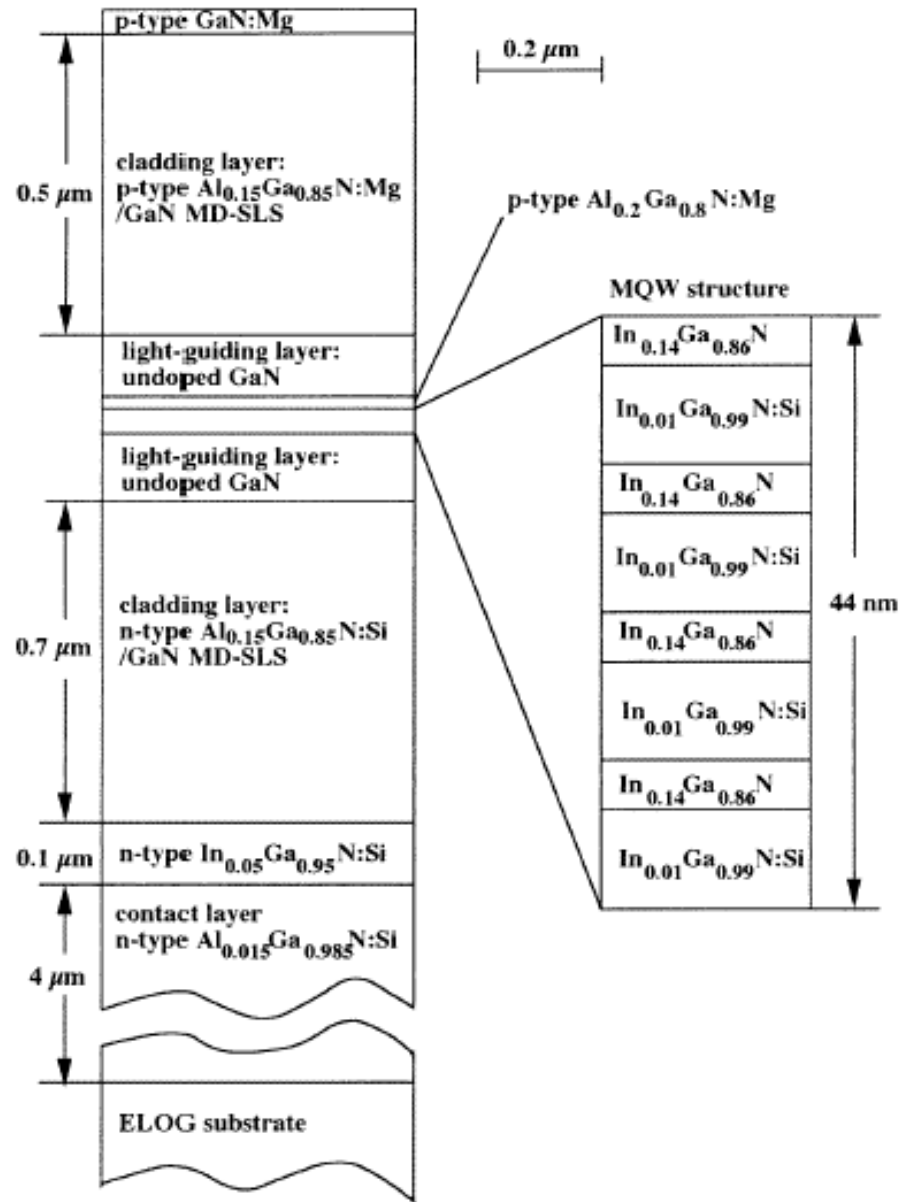 p-type GaN:Mg
0.2 μm
0.5 μm
cladding layer:
p-type Al0.15Ga0.85N:Mg
/GaN MD-SLS
p-type Al0.2Ga0.8N:Mg
MQW structure
light-guiding layer:
undoped GaN
light-guiding layer:
undoped GaN
0.7 μm
cladding layer:
n-type Al0.15Ga0.85N:Si
/GaN MD-SLS
0.1 μm
n-type In0.05Ga0.95N:Si
contact layer
n-type Al0.015Ga0.985N:Si
4 μm
ELOG substrate
In0.14Ga0.86N
In0.01Ga0.99N:Si
In0.14Ga0.86N
In0.01Ga0.99N:Si
In0.14Ga0.86N
In0.01Ga0.99N:Si
In0.14Ga0.86N
In0.01Ga0.99N:Si
44 nm